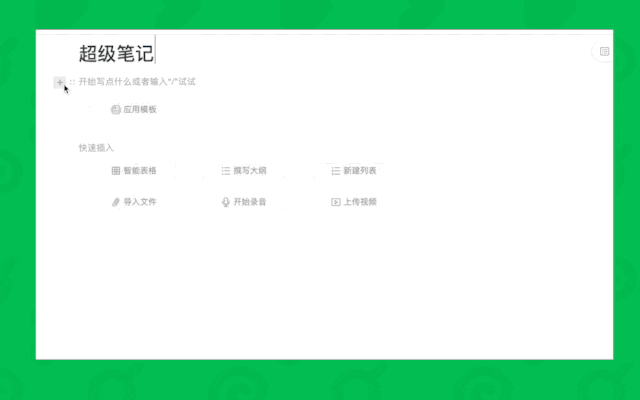 超级笔记
开始写点什么或者输入“/”试试
应用模板
快速插入
智能表格 撰写大纲 新建列表
导入文件 开始录音 上传视频